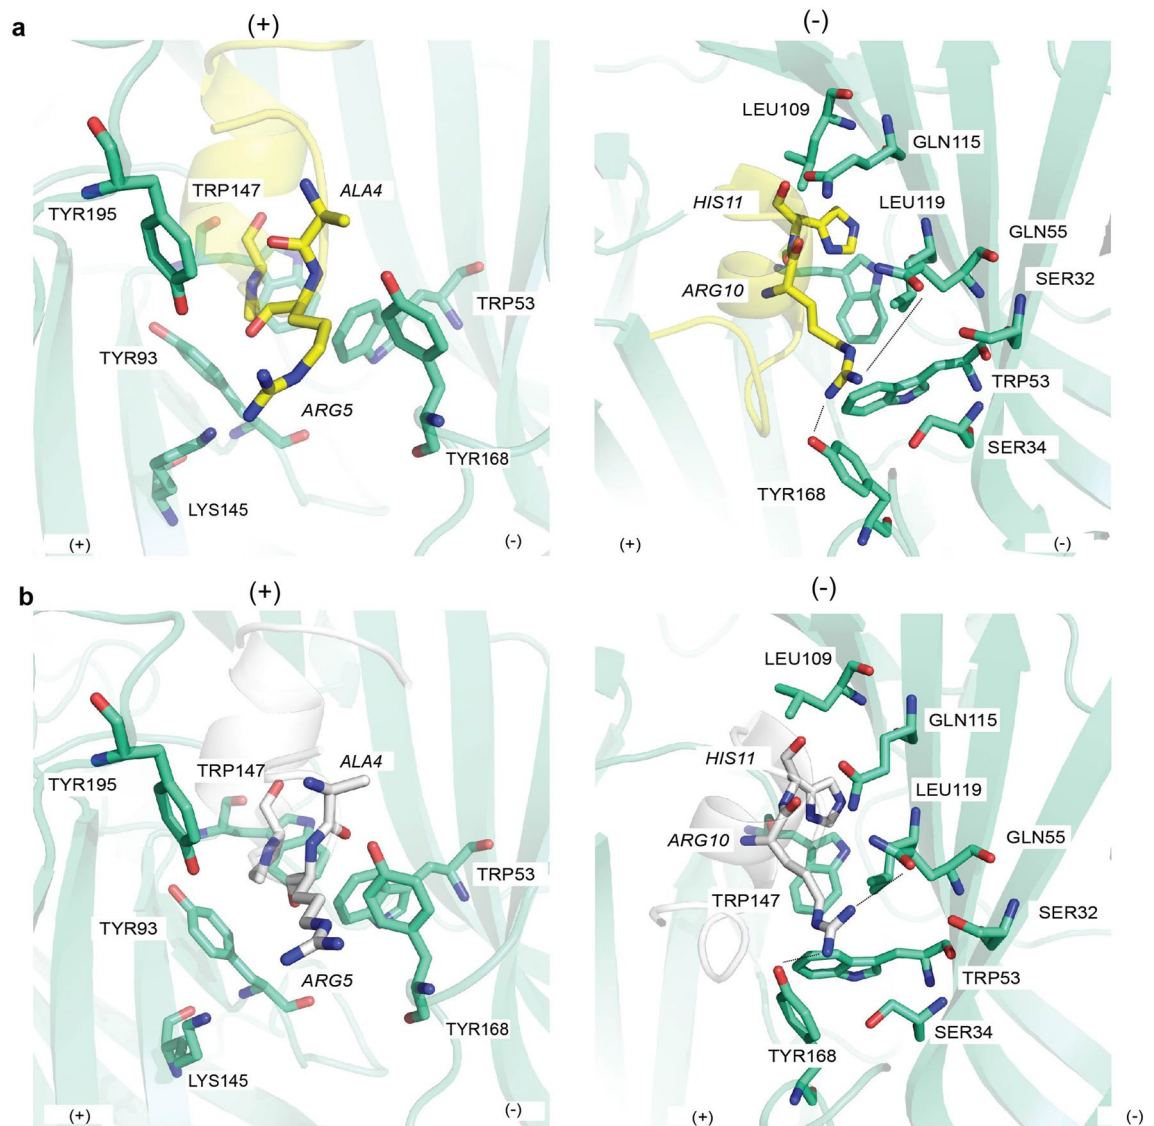 a
(+)
(-)
TYR195
TRP147
ALA4
TRP53
TYR93
ARG5
TYR168
LYS145
(+)
(-)
LEU109
GLN115
HIS11
LEU119
GLN55
SER32
ARG10
TRP53
SER34
TYR168
(+)
(-)
b
(+)
(-)
TYR195
TRP147
ALA4
TRP53
TYR93
ARG5
TYR168
LYS145
(+)
(-)
LEU109
GLN115
HIS11
LEU119
GLN55
ARG10
TRP147
SER32
TRP53
SER34
TYR168
(+)
(-)